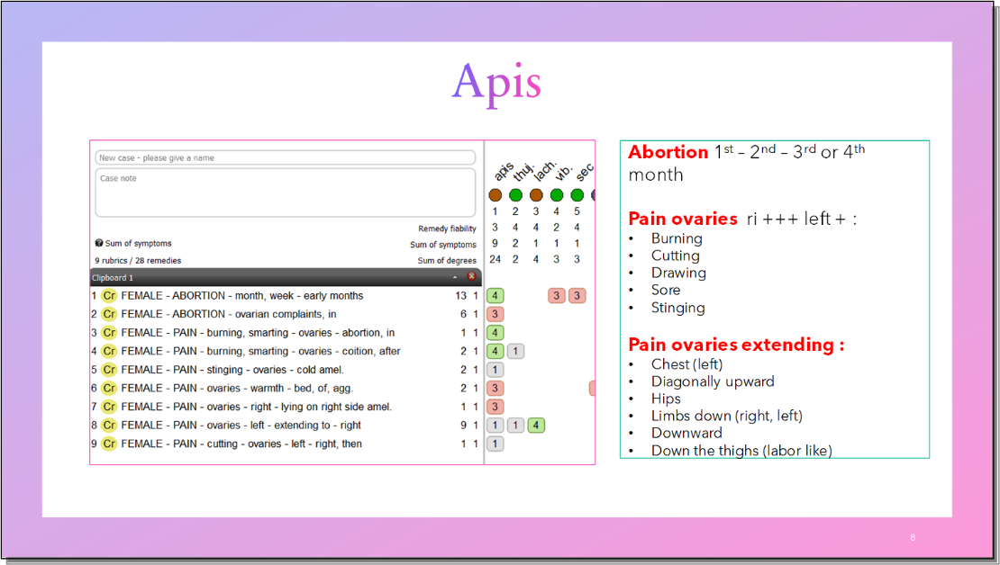 Apis
New case - please give a name
Case note
apis thuj. lach. vib. sec
1 2 3 4 5
Remedy fiability 3 4 4 2 4
Sum of symptoms Sum of symptoms 9 2 1 1 1
9 rubrics / 28 remedies Sum of degrees 24 2 4 3 3
Clipboard 1
1 Cr FEMALE - ABORTION - month, week - early months 13 1 4 3 3
2 Cr FEMALE - ABORTION - ovarian complaints, in 6 1 3
3 Cr FEMALE - PAIN - burning, smarting - ovaries - abortion, in 1 1 4
4 Cr FEMALE - PAIN - burning, smarting - ovaries - coition, after 2 1 4 1
5 Cr FEMALE - PAIN - stinging - ovaries - cold amel. 2 1 1
6 Cr FEMALE - PAIN - ovaries - warmth - bed, of, agg. 2 1 3
7 Cr FEMALE - PAIN - ovaries - right - lying on right side amel. 1 1 3
8 Cr FEMALE - PAIN - ovaries - left - extending to - right 9 1 1 1 4
9 Cr FEMALE - PAIN - cutting - ovaries - left - right, then 1 1 1
Abortion 1st – 2nd – 3rd or 4th
month
Pain ovaries ri +++ left + :
• Burning
• Cutting
• Drawing
• Sore
• Stinging
Pain ovaries extending :
• Chest (left)
• Diagonally upward
• Hips
• Limbs down (right, left)
• Downward
• Down the thighs (labor like)
8